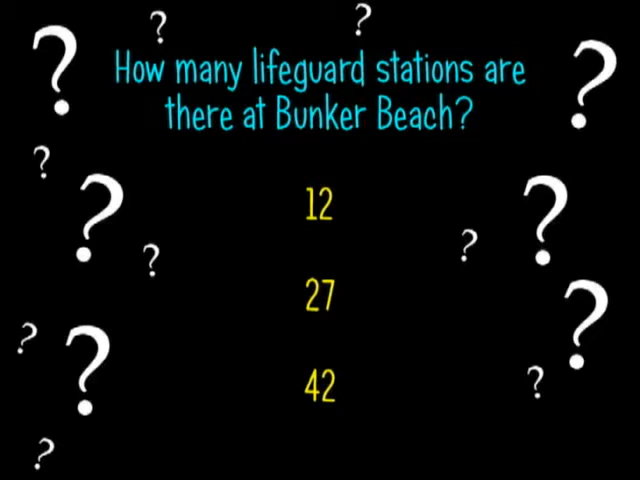 ? ?
? How many lifeguard stations are ?
there at Bunker Beach?
?
? 12 ?
? ?
27 ?
? ?
? 42 ?
?